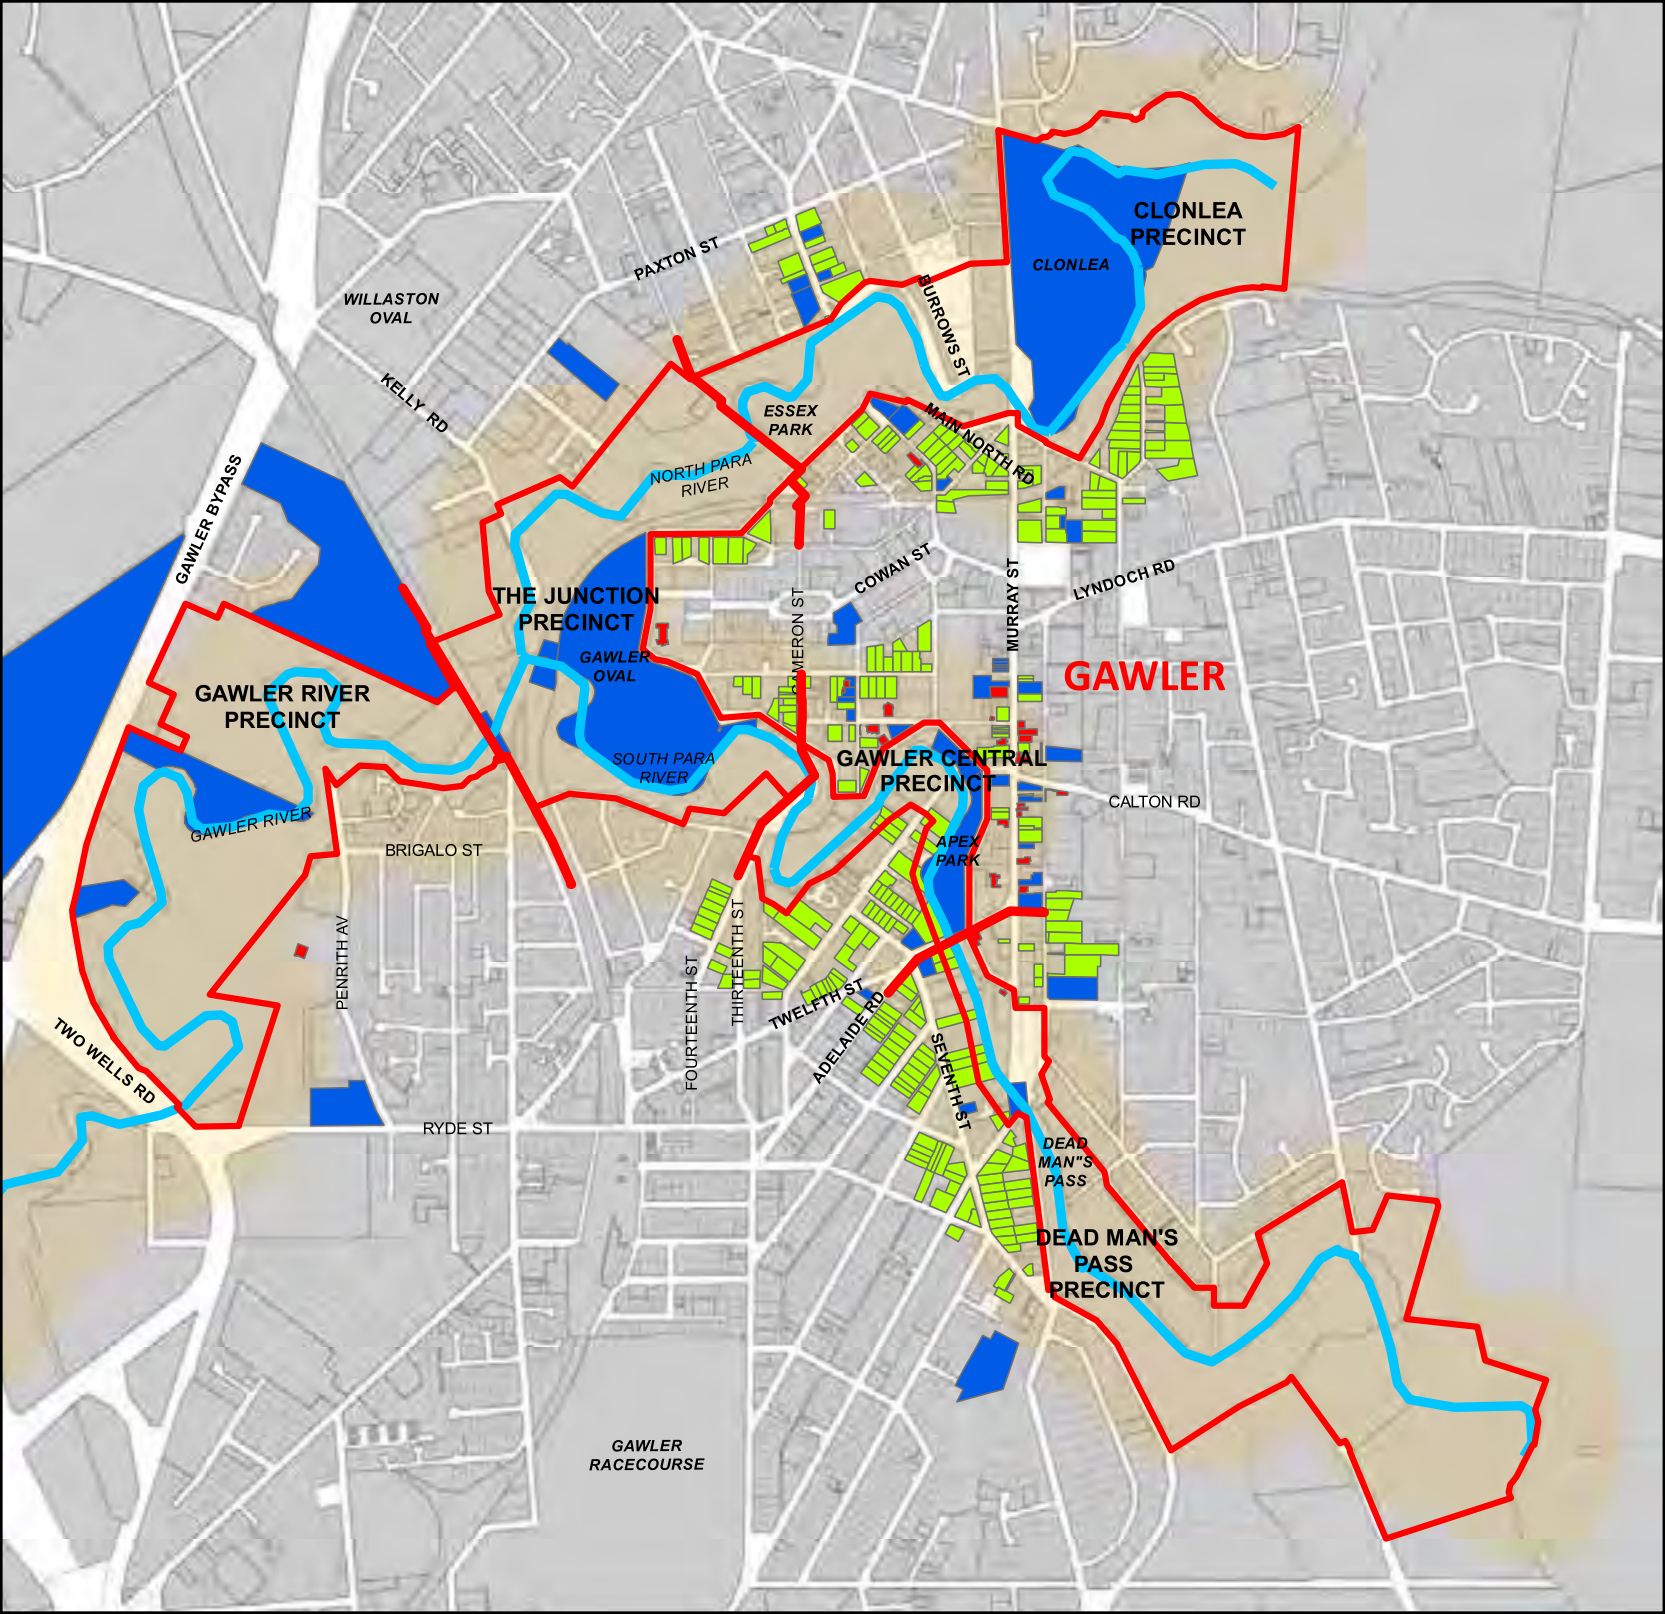 CLONLEA
PRECINCT
CLONLEA
PAXTON ST
BURROWS ST
WILLASTON
OVAL
KELLY RD
ESSEX
PARK
MAIN NORTH RD
NORTH PARA
RIVER
GAWLER BYPASS
COWAN ST
MURRAY ST
LYNDOCH RD
THE JUNCTION
PRECINCT
CAMERON ST
GAWLER
OVAL
GAWLER
GAWLER RIVER
PRECINCT
SOUTH PARA
RIVER
GAWLER CENTRAL
PRECINCT
CALTON RD
GAWLER RIVER
BRIGALO ST
APEX
PARK
PENRITH AV
THIRTEENTH ST
FOURTEENTH ST
TWELFTH ST
ADELAIDE RD
SEVENTH ST
TWO WELLS RD
RYDE ST
DEAD
MAN"S
PASS
DEAD MAN'S
PASS
PRECINCT
GAWLER
RACECOURSE